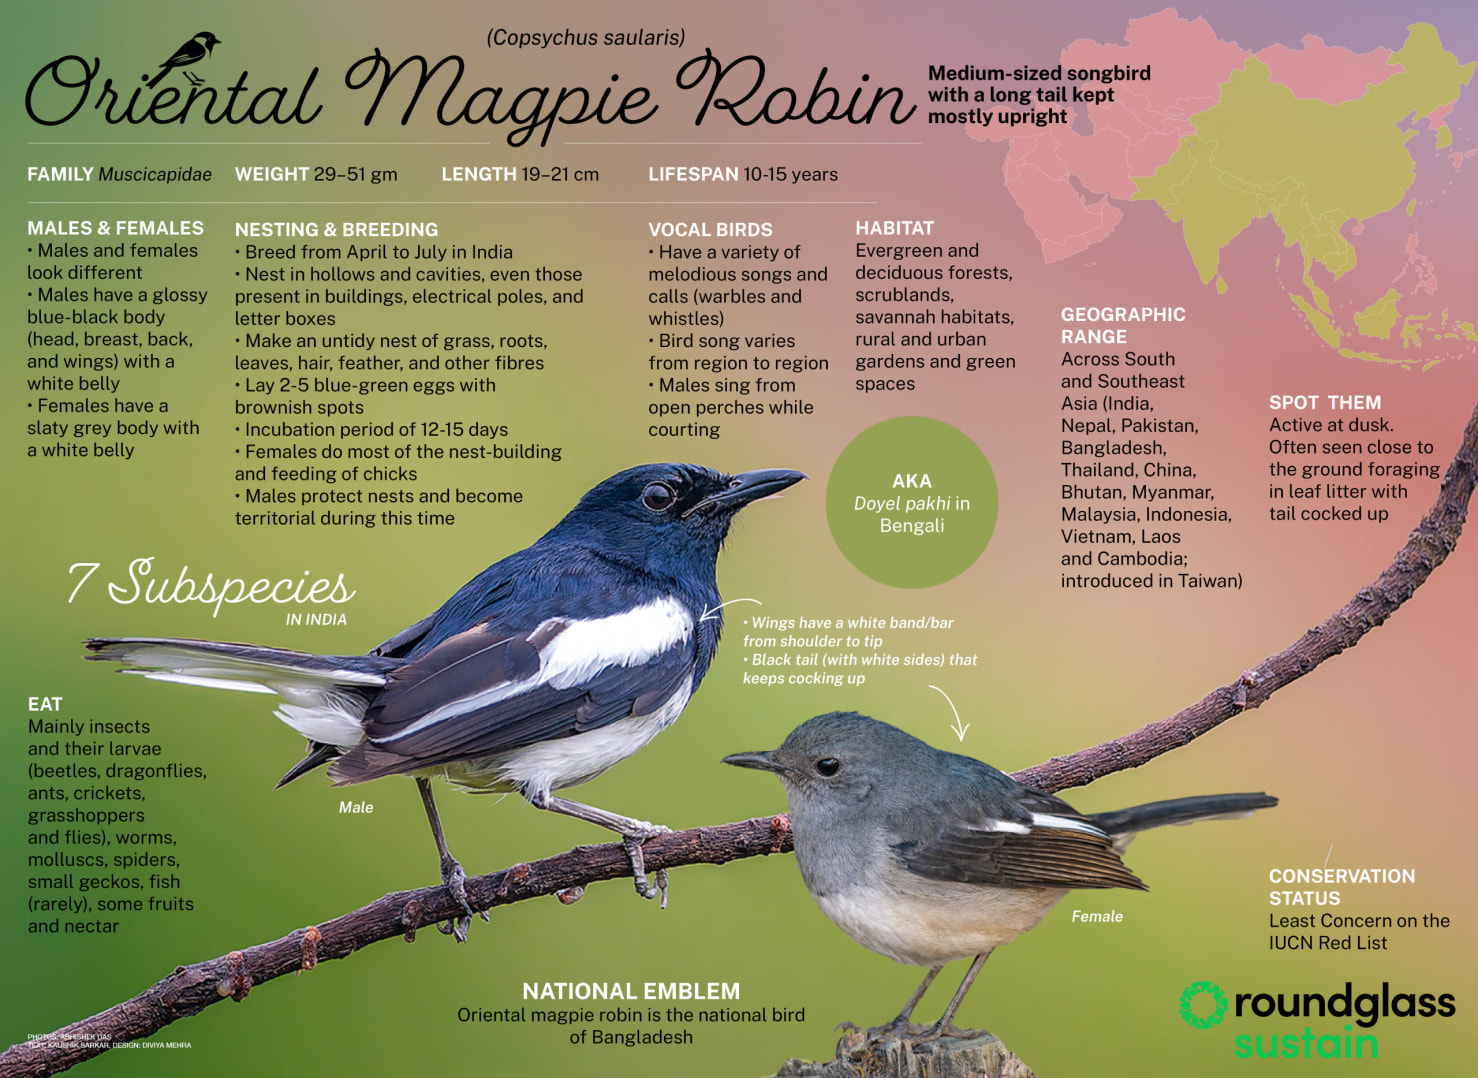 (Copsychus saularis)
Oriental Magpie Robin
Medium-sized songbird
with a long tail kept
mostly upright
FAMILY Muscicapidae
WEIGHT 29–51 gm
LENGTH 19–21 cm
LIFESPAN 10-15 years
MALES & FEMALES
• Males and females
look different
• Males have a glossy
blue-black body
(head, breast, back,
and wings) with a
white belly
• Females have a
slaty grey body with
a white belly
NESTING & BREEDING
• Breed from April to July in India
• Nest in hollows and cavities, even those
present in buildings, electrical poles, and
letter boxes
• Make an untidy nest of grass, roots,
leaves, hair, feather, and other fibres
• Lay 2-5 blue-green eggs with
brownish spots
• Incubation period of 12-15 days
• Females do most of the nest-building
and feeding of chicks
• Males protect nests and become
territorial during this time
VOCAL BIRDS
• Have a variety of
melodious songs and
calls (warbles and
whistles)
• Bird song varies
from region to region
• Males sing from
open perches while
courting
HABITAT
Evergreen and
deciduous forests,
scrublands,
savannah habitats,
rural and urban
gardens and green
spaces
AKA
Doyel pakhi in
Bengali
GEOGRAPHIC
RANGE
Across South
and Southeast
Asia (India,
Nepal, Pakistan,
Bangladesh,
Thailand, China,
Bhutan, Myanmar,
Malaysia, Indonesia,
Vietnam, Laos
and Cambodia;
introduced in Taiwan)
SPOT THEM
Active at dusk.
Often seen close to
the ground foraging
in leaf litter with
tail cocked up
7 Subspecies
IN INDIA
• Wings have a white band/bar
from shoulder to tip
• Black tail (with white sides) that
keeps cocking up
EAT
Mainly insects
and their larvae
(beetles, dragonflies,
ants, crickets,
grasshoppers
and flies), worms,
molluscs, spiders,
small geckos, fish
(rarely), some fruits
and nectar
Male
Female
CONSERVATION
STATUS
Least Concern on the
IUCN Red List
NATIONAL EMBLEM
Oriental magpie robin is the national bird
of Bangladesh
PHOTOS: ABHISHEK DAS
TEXT: KAUSHIK SARKAR, DESIGN: DIVIYA MEHRA
roundglass
sustain